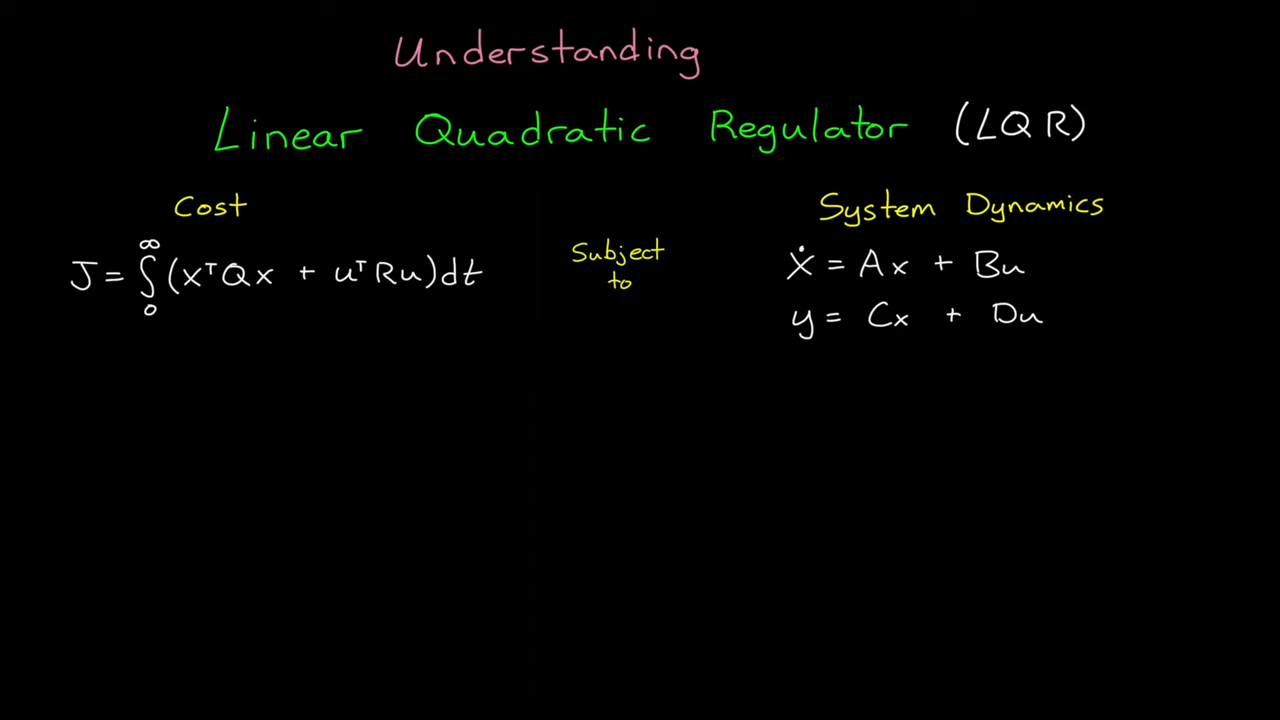 Understanding
Linear Quadratic Regulator (LQR)
Cost
J = ∫₀^∞ (xᵀQx + uᵀRu)dt
Subject
to
System Dynamics
ẋ = Ax + Bu
y = Cx + Du